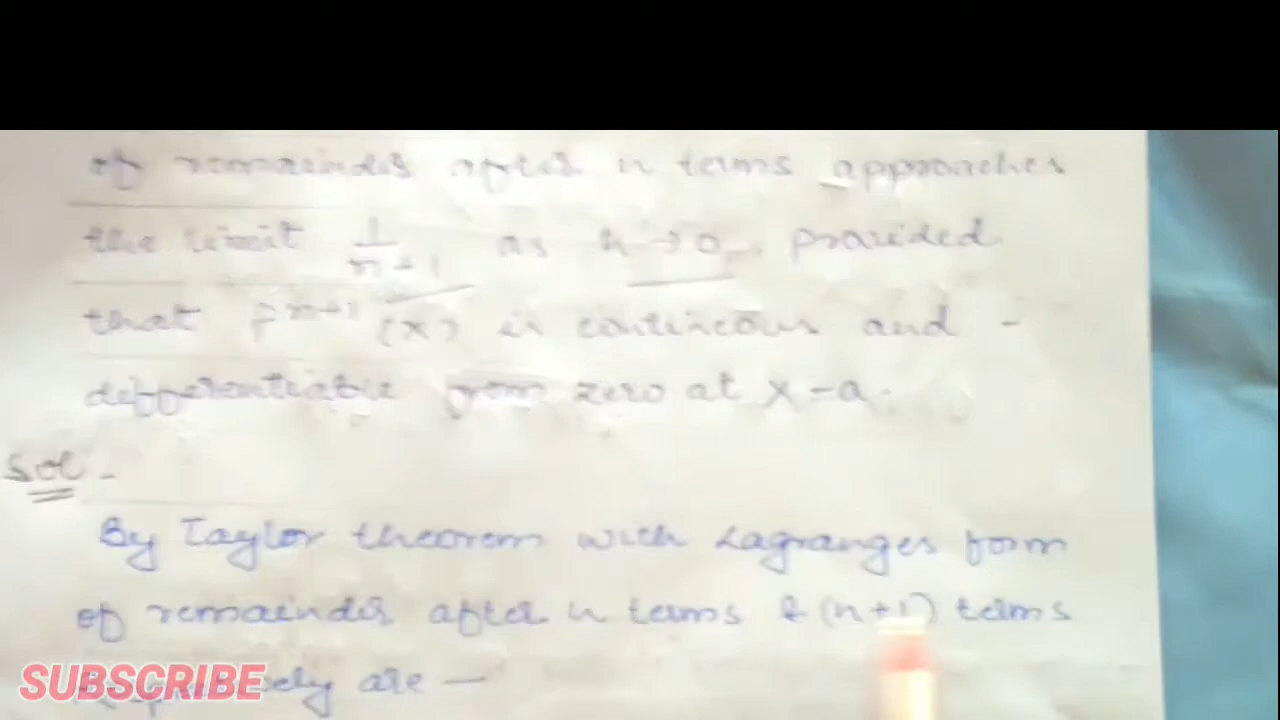 of remainder after n terms approaches
the limit 1/n+1 as h→0, provided
that f^n+1 (x) is continuous and -
differentiable from zero at x=a.
Sol -
By Taylor theorem with Lagranges form
of remainder after n terms & (n+1) terms
are -
SUBSCRIBE